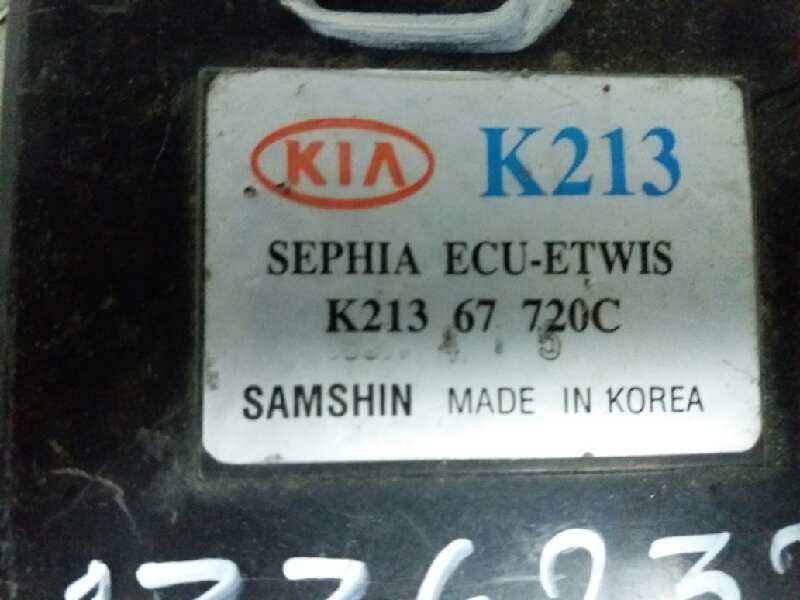 KIA K213
SEPHIA ECU-ETWIS
K213 67 720C
SAMSHIN MADE IN KOREA